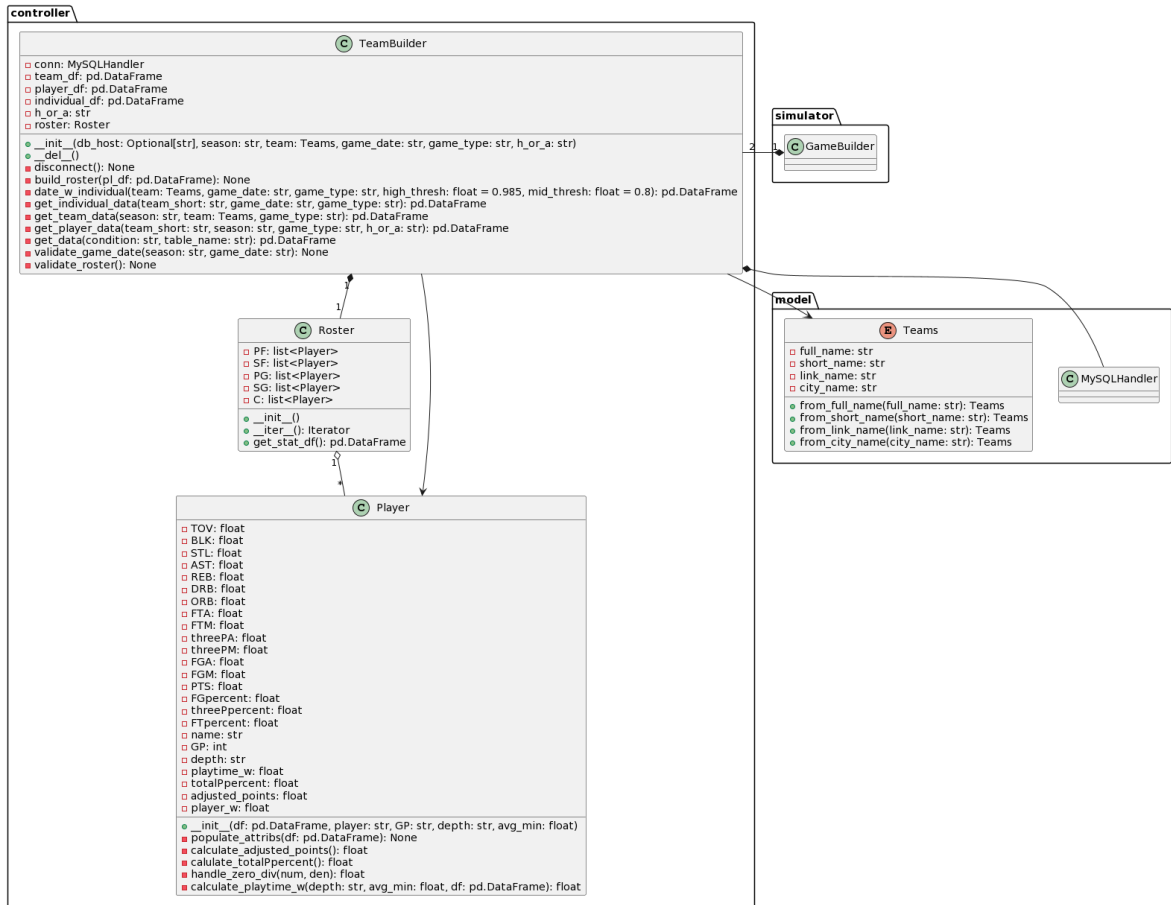 controller
C TeamBuilder
conn: MySQLHandler
team_df: pd.DataFrame
player_df: pd.DataFrame
individual_df: pd.DataFrame
h_or_a: str
roster: Roster
__init__(db_host: Optional[str], season: str, team: Teams, game_date: str, game_type: str, h_or_a: str)
__del__()
disconnect(): None
build_roster(pl_df: pd.DataFrame): None
date_w_individual(team: Teams, game_date: str, game_type: str, high_thresh: float = 0.985, mid_thresh: float = 0.8): pd.DataFrame
get_individual_data(team_short: str, game_date: str, game_type: str): pd.DataFrame
get_team_data(season: str, team: Teams, game_type: str): pd.DataFrame
get_player_data(team_short: str, season: str, game_type: str, h_or_a: str): pd.DataFrame
get_data(condition: str, table_name: str): pd.DataFrame
validate_game_date(season: str, game_date: str): None
validate_roster(): None
2 1
simulator
C GameBuilder
1
1
C Roster
PF: list<Player>
SF: list<Player>
PG: list<Player>
SG: list<Player>
C: list<Player>
__init__()
__iter__(): Iterator
get_stat_df(): pd.DataFrame
1
*
model
E Teams
full_name: str
short_name: str
link_name: str
city_name: str
from_full_name(full_name: str): Teams
from_short_name(short_name: str): Teams
from_link_name(link_name: str): Teams
from_city_name(city_name: str): Teams
C MySQLHandler
C Player
TOV: float
BLK: float
STL: float
AST: float
REB: float
DRB: float
ORB: float
FTA: float
FTM: float
threePA: float
threePM: float
FGA: float
FGM: float
PTS: float
FGpercent: float
threePpercent: float
FTpercent: float
name: str
GP: int
depth: str
playtime_w: float
totalPpercent: float
adjusted_points: float
player_w: float
__init__(df: pd.DataFrame, player: str, GP: str, depth: str, avg_min: float)
populate_attribs(df: pd.DataFrame): None
calculate_adjusted_points(): float
calulate_totalPpercent(): float
handle_zero_div(num, den): float
calculate_playtime_w(depth: str, avg_min: float, df: pd.DataFrame): float